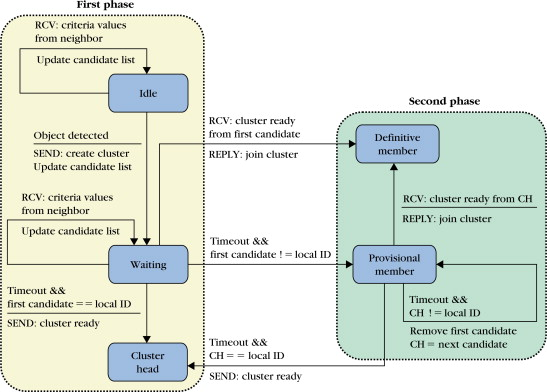 First phase
RCV: criteria values
from neighbor
Update candidate list
Idle
Object detected
SEND: create cluster
Update candidate list
RCV: criteria values
from neighbor
Update candidate list
Waiting
Timeout &&
first candidate == local ID
SEND: cluster ready
Cluster
head
RCV: cluster ready
from first candidate
REPLY: join cluster
Timeout &&
first candidate ! = local ID
Timeout &&
CH == local ID
SEND: cluster ready
Second phase
Definitive
member
RCV: cluster ready from CH
REPLY: join cluster
Provisional
member
Timeout &&
CH ! = local ID
Remove first candidate
CH = next candidate